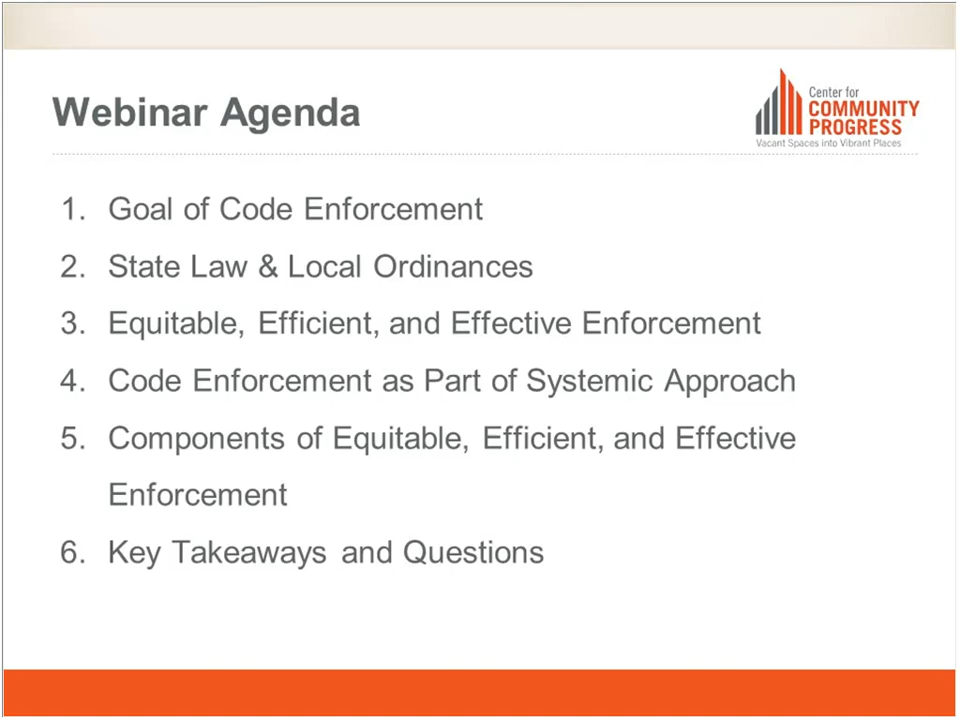 Webinar Agenda
Center for
COMMUNITY
PROGRESS
Vacant Spaces into Vibrant Places
1. Goal of Code Enforcement
2. State Law & Local Ordinances
3. Equitable, Efficient, and Effective Enforcement
4. Code Enforcement as Part of Systemic Approach
5. Components of Equitable, Efficient, and Effective
Enforcement
6. Key Takeaways and Questions